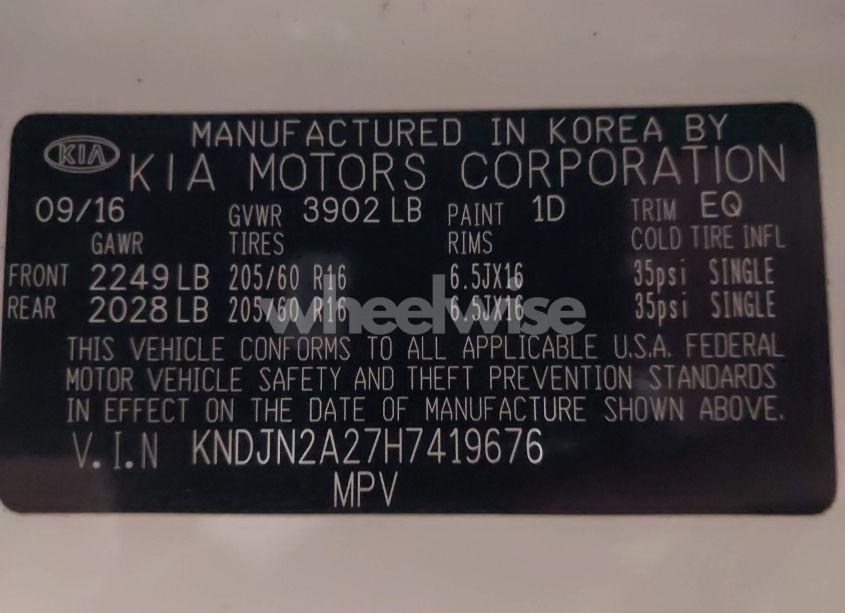 MANUFACTURED IN KOREA BY
KIA KIA MOTORS CORPORATION
09/16 GVWR 3902 LB PAINT 1D TRIM EQ
GAWR TIRES RIMS COLD TIRE INFL
FRONT 2249 LB 205/60 R16 6.5JX16 35psi SINGLE
REAR 2028 LB 205/60 R16 6.5JX16 35psi SINGLE
wheelwise
THIS VEHICLE CONFORMS TO ALL APPLICABLE U.S.A. FEDERAL
MOTOR VEHICLE SAFETY AND THEFT PREVENTION STANDARDS
IN EFFECT ON THE DATE OF MANUFACTURE SHOWN ABOVE.
V.I.N KNDJN2A27H7419676
MPV